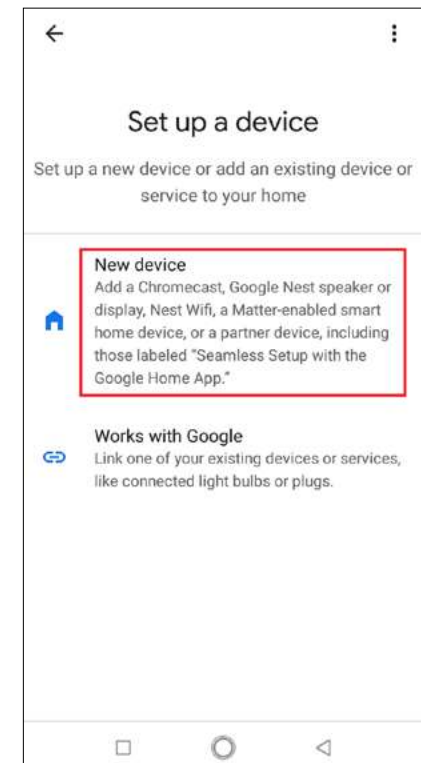 Set up a device
Set up a new device or add an existing device or
service to your home
New device
Add a Chromecast, Google Nest speaker or
display, Nest Wifi, a Matter-enabled smart
home device, or a partner device, including
those labeled "Seamless Setup with the
Google Home App."
Works with Google
Link one of your existing devices or services,
like connected light bulbs or plugs.